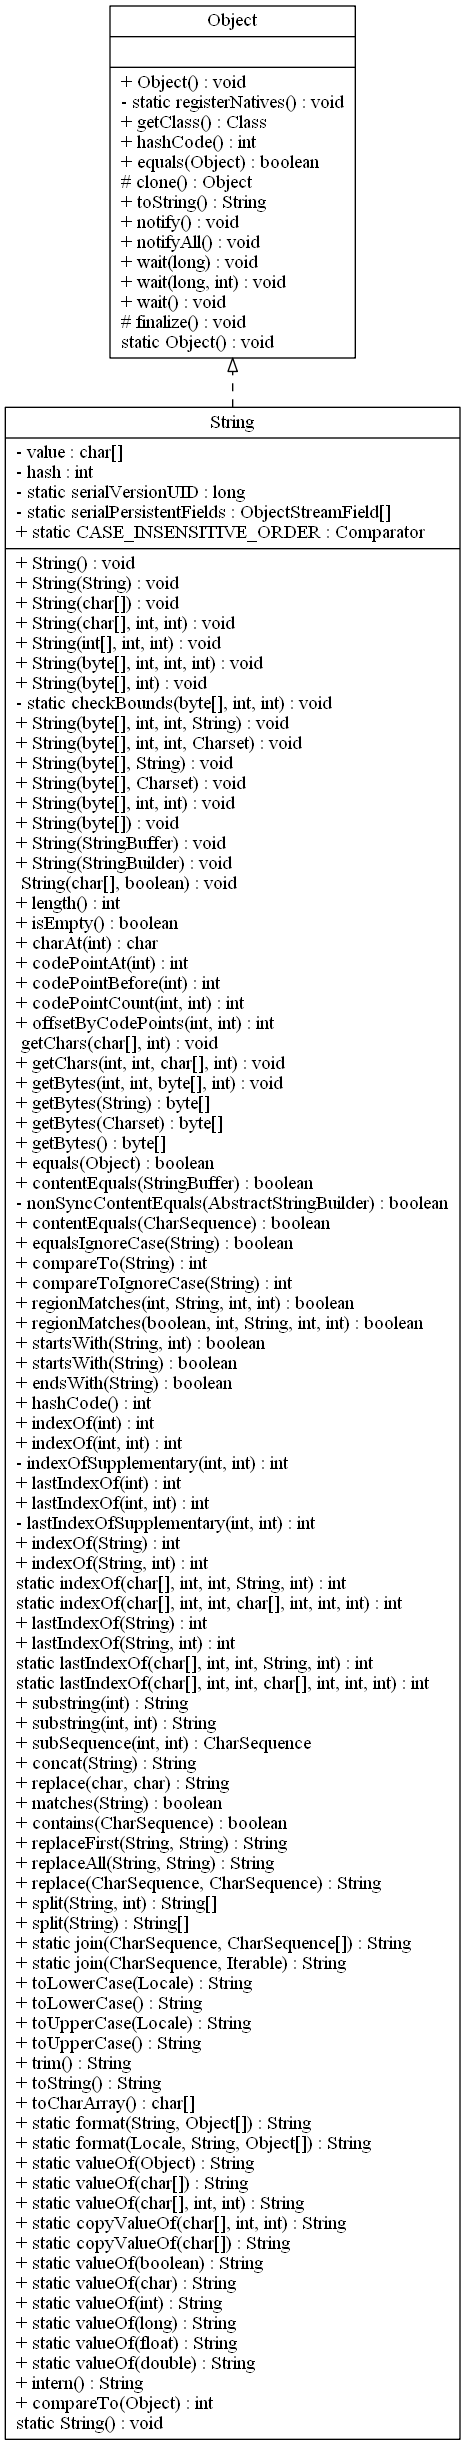 Object
+ Object() : void
- static registerNatives() : void
+ getClass() : Class
+ hashCode() : int
+ equals(Object) : boolean
# clone() : Object
+ toString() : String
+ notify() : void
+ notifyAll() : void
+ wait(long) : void
+ wait(long, int) : void
+ wait() : void
# finalize() : void
static Object() : void
String
- value : char[]
- hash : int
- static serialVersionUID : long
- static serialPersistentFields : ObjectStreamField[]
+ static CASE_INSENSITIVE_ORDER : Comparator
+ String() : void
+ String(String) : void
+ String(char[]) : void
+ String(char[], int, int) : void
+ String(int[], int, int) : void
+ String(byte[], int, int, int) : void
+ String(byte[], int) : void
- static checkBounds(byte[], int, int) : void
+ String(byte[], int, int, String) : void
+ String(byte[], int, int, Charset) : void
+ String(byte[], String) : void
+ String(byte[], Charset) : void
+ String(byte[], int, int) : void
+ String(byte[]) : void
+ String(StringBuffer) : void
+ String(StringBuilder) : void
String(char[], boolean) : void
+ length() : int
+ isEmpty() : boolean
+ charAt(int) : char
+ codePointAt(int) : int
+ codePointBefore(int) : int
+ codePointCount(int, int) : int
+ offsetByCodePoints(int, int) : int
getChars(char[], int) : void
+ getChars(int, int, char[], int) : void
+ getBytes(int, int, byte[], int) : void
+ getBytes(String) : byte[]
+ getBytes(Charset) : byte[]
+ getBytes() : byte[]
+ equals(Object) : boolean
+ contentEquals(StringBuffer) : boolean
- nonSyncContentEquals(AbstractStringBuilder) : boolean
+ contentEquals(CharSequence) : boolean
+ equalsIgnoreCase(String) : boolean
+ compareTo(String) : int
+ compareToIgnoreCase(String) : int
+ regionMatches(int, String, int, int) : boolean
+ regionMatches(boolean, int, String, int, int) : boolean
+ startsWith(String, int) : boolean
+ startsWith(String) : boolean
+ endsWith(String) : boolean
+ hashCode() : int
+ indexOf(int) : int
+ indexOf(int, int) : int
- indexOfSupplementary(int, int) : int
+ lastIndexOf(int) : int
+ lastIndexOf(int, int) : int
- lastIndexOfSupplementary(int, int) : int
+ indexOf(String) : int
+ indexOf(String, int) : int
static indexOf(char[], int, int, String, int) : int
static indexOf(char[], int, int, char[], int, int, int) : int
+ lastIndexOf(String) : int
+ lastIndexOf(String, int) : int
static lastIndexOf(char[], int, int, String, int) : int
static lastIndexOf(char[], int, int, char[], int, int, int) : int
+ substring(int) : String
+ substring(int, int) : String
+ subSequence(int, int) : CharSequence
+ concat(String) : String
+ replace(char, char) : String
+ matches(String) : boolean
+ contains(CharSequence) : boolean
+ replaceFirst(String, String) : String
+ replaceAll(String, String) : String
+ replace(CharSequence, CharSequence) : String
+ split(String, int) : String[]
+ split(String) : String[]
+ static join(CharSequence, CharSequence[]) : String
+ static join(CharSequence, Iterable) : String
+ toLowerCase(Locale) : String
+ toLowerCase() : String
+ toUpperCase(Locale) : String
+ toUpperCase() : String
+ trim() : String
+ toString() : String
+ toCharArray() : char[]
+ static format(String, Object[]) : String
+ static format(Locale, String, Object[]) : String
+ static valueOf(Object) : String
+ static valueOf(char[]) : String
+ static valueOf(char[], int, int) : String
+ static copyValueOf(char[], int, int) : String
+ static copyValueOf(char[]) : String
+ static valueOf(boolean) : String
+ static valueOf(char) : String
+ static valueOf(int) : String
+ static valueOf(long) : String
+ static valueOf(float) : String
+ static valueOf(double) : String
+ intern() : String
+ compareTo(Object) : int
static String() : void